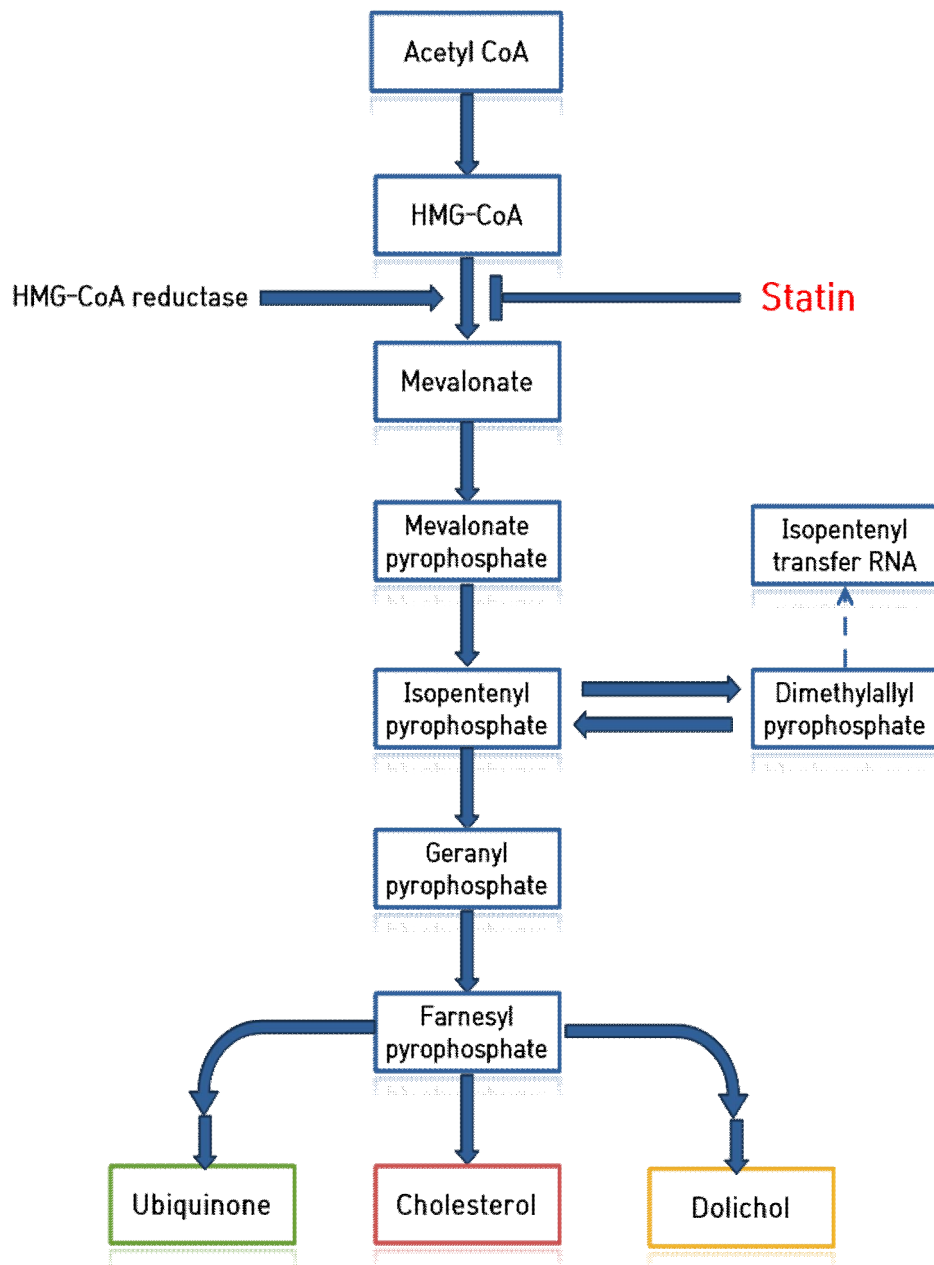 Acetyl CoA
HMG-CoA
HMG-CoA reductase
Statin
Mevalonate
Mevalonate
pyrophosphate
Isopentenyl
transfer RNA
Isopentenyl
pyrophosphate
Dimethylallyl
pyrophosphate
Geranyl
pyrophosphate
Farnesyl
pyrophosphate
Ubiquinone
Cholesterol
Dolichol